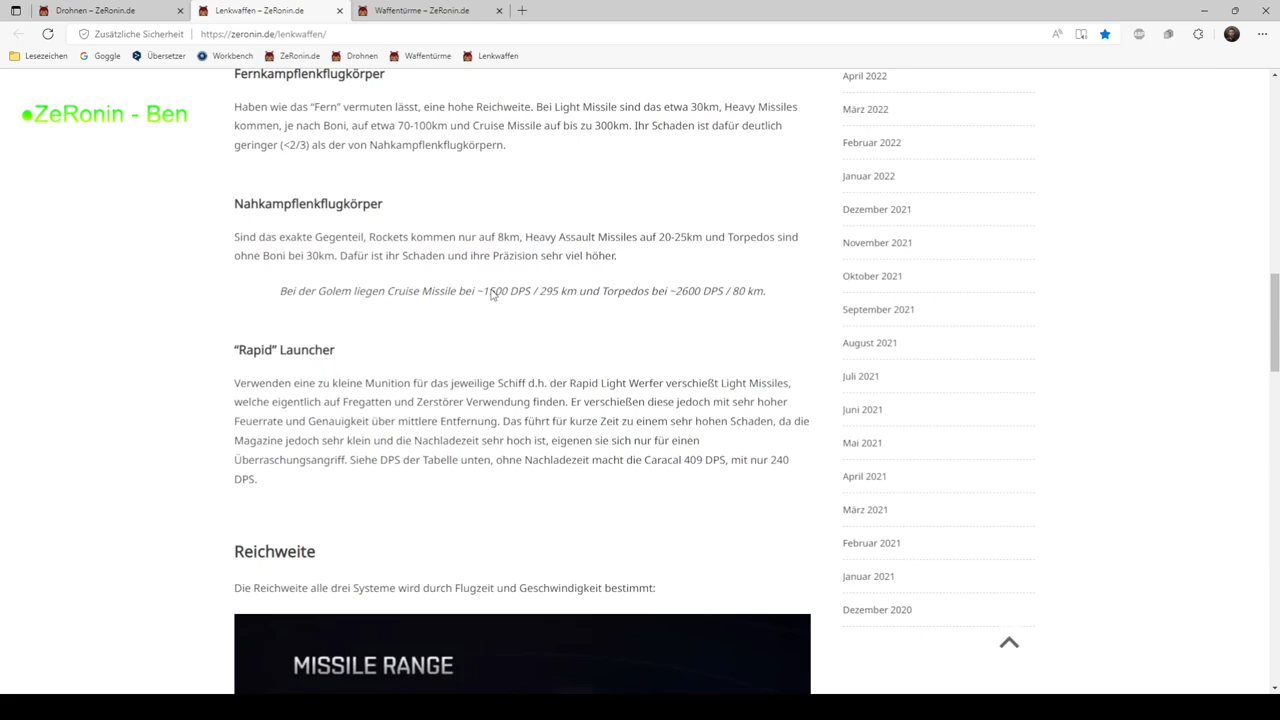 Drohnen – ZeRonin.de
Lenkwaffen – ZeRonin.de
Waffentürme – ZeRonin.de
Zusätzliche Sicherheit
https://zeronin.de/lenkwaffen/
Lesezeichen
Goggle
Übersetzer
Workbench
ZeRonin.de
Drohnen
Waffentürme
Lenkwaffen
ZeRonin - Ben
Fernkampflenkflugkörper
Haben wie das “Fern” vermuten lässt, eine hohe Reichweite. Bei Light Missile sind das etwa 30km, Heavy Missiles
kommen, je nach Boni, auf etwa 70-100km und Cruise Missile auf bis zu 300km. Ihr Schaden ist dafür deutlich
geringer (<2/3) als der von Nahkampflenkflugkörpern.
Nahkampflenkflugkörper
Sind das exakte Gegenteil, Rockets kommen nur auf 8km, Heavy Assault Missiles auf 20-25km und Torpedos sind
ohne Boni bei 30km. Dafür ist ihr Schaden und ihre Präzision sehr viel höher.
Bei der Golem liegen Cruise Missile bei DPS / 295 km und Torpedos bei ~2600 DPS / 80 km.
“Rapid” Launcher
Verwenden eine zu kleine Munition für das jeweilige Schiff d.h. der Rapid Light Werfer verschießt Light Missiles,
welche eigentlich auf Fregatten und Zerstörer Verwendung finden. Er verschießen diese jedoch mit sehr hoher
Feuerrate und Genauigkeit über mittlere Entfernung. Das führt für kurze Zeit zu einem sehr hohen Schaden, da die
Magazine jedoch sehr klein und die Nachladezeit sehr hoch ist, eigenen sie sich nur für einen
Überraschungsangriff. Siehe DPS der Tabelle unten, ohne Nachladezeit macht die Caracal 409 DPS, mit nur 240
DPS.
Reichweite
Die Reichweite alle drei Systeme wird durch Flugzeit und Geschwindigkeit bestimmt:
MISSILE RANGE
April 2022
März 2022
Februar 2022
Januar 2022
Dezember 2021
November 2021
Oktober 2021
September 2021
August 2021
Juli 2021
Juni 2021
Mai 2021
April 2021
März 2021
Februar 2021
Januar 2021
Dezember 2020